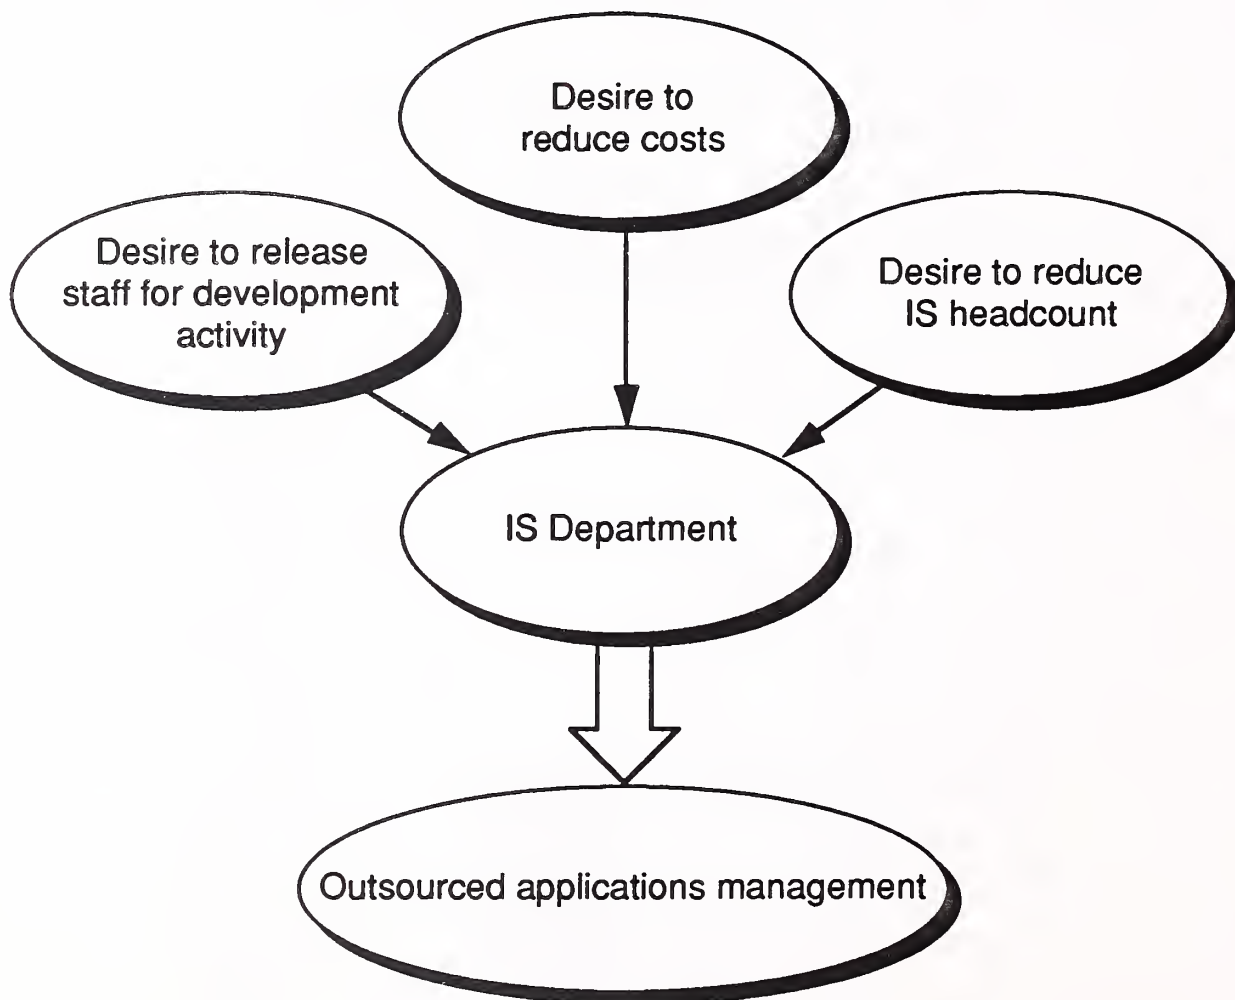 Desire to
reduce costs
Desire to release
staff for development
activity
Desire to reduce
IS headcount
IS Department
Outsourced applications management